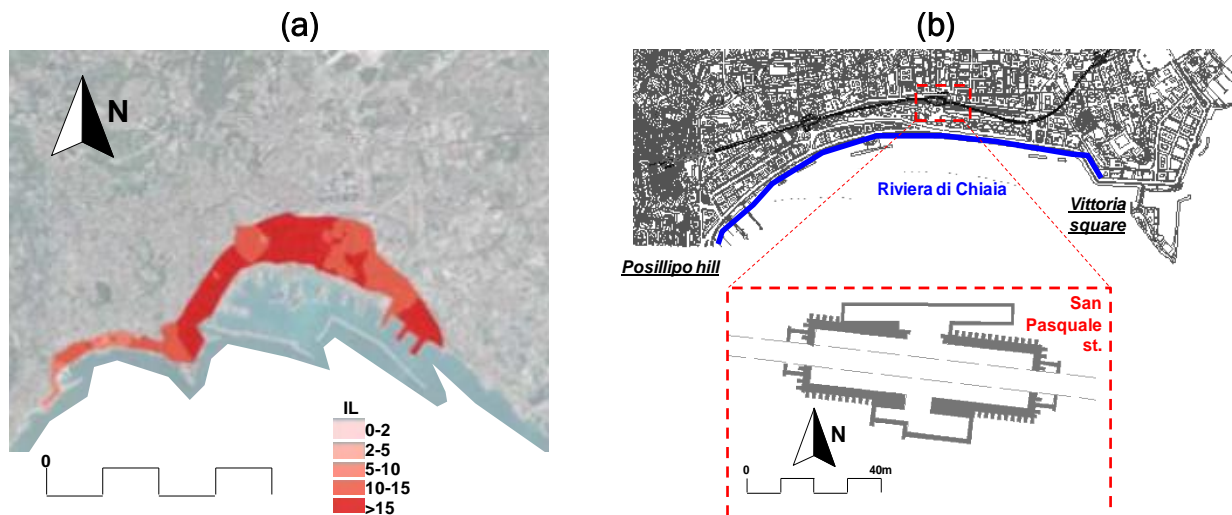 (a)
(b)
N
IL
0-2
2-5
5-10
10-15
>15
0
Riviera di Chiaia
Vittoria
square
Posillipo hill
San
Pasquale
st.
N
0
40m